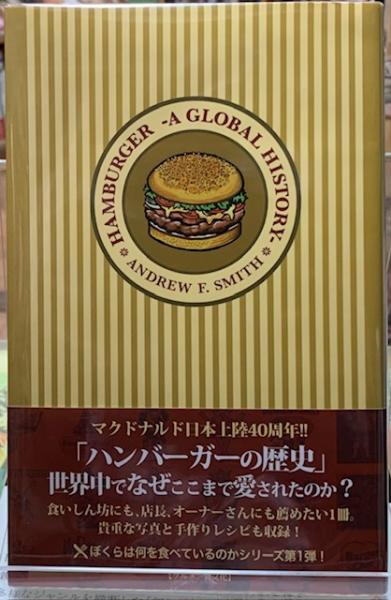 HAMBURGER -A GLOBAL HISTORY-
ANDREW F. SMITH
マクドナルド日本上陸40周年!!
「ハンバーガーの歴史」
世界中でなぜここまで愛されたのか?
食いしん坊にも、店長、オーナーさんにも薦めたい1冊。
貴重な写真と手作りレシピも収録!
ぼくらは何を食べているのかシリーズ第1弾!